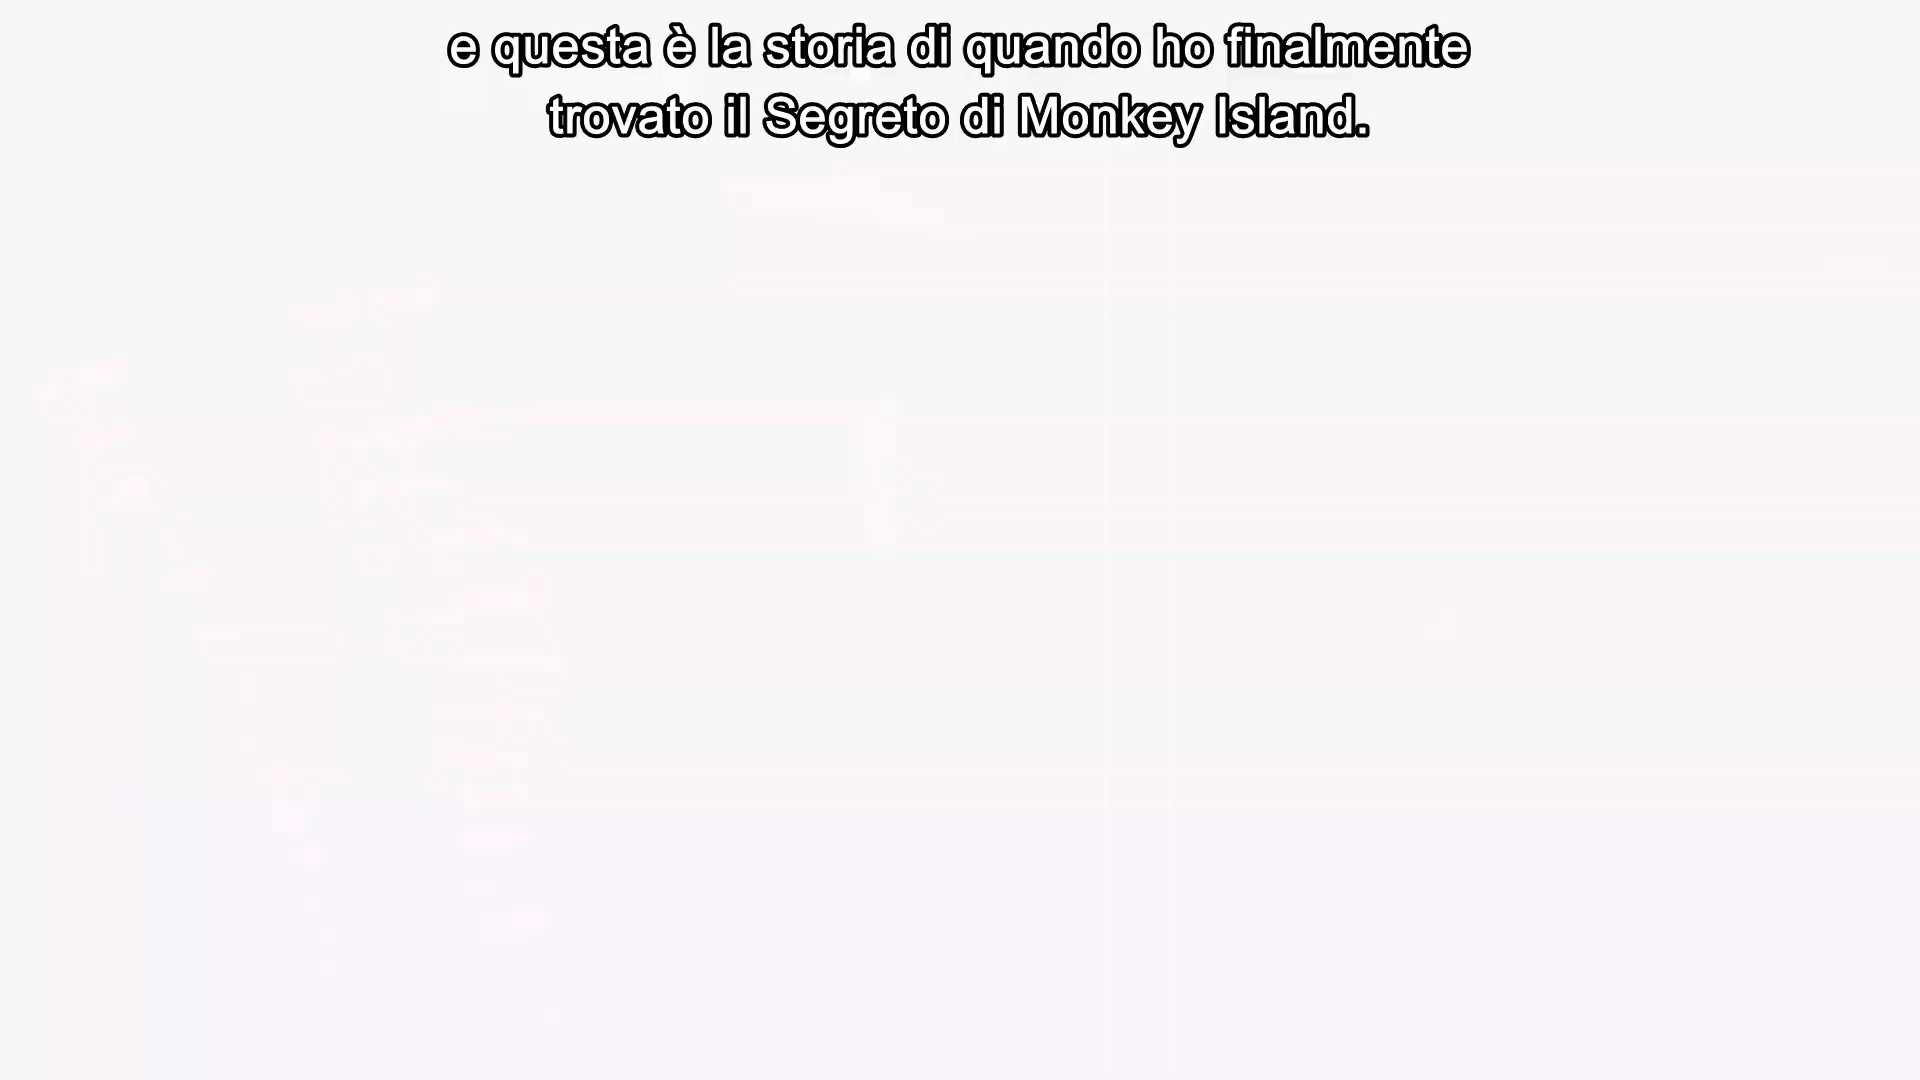 e questa è la storia di quando ho finalmente
trovato il Segreto di Monkey Island.